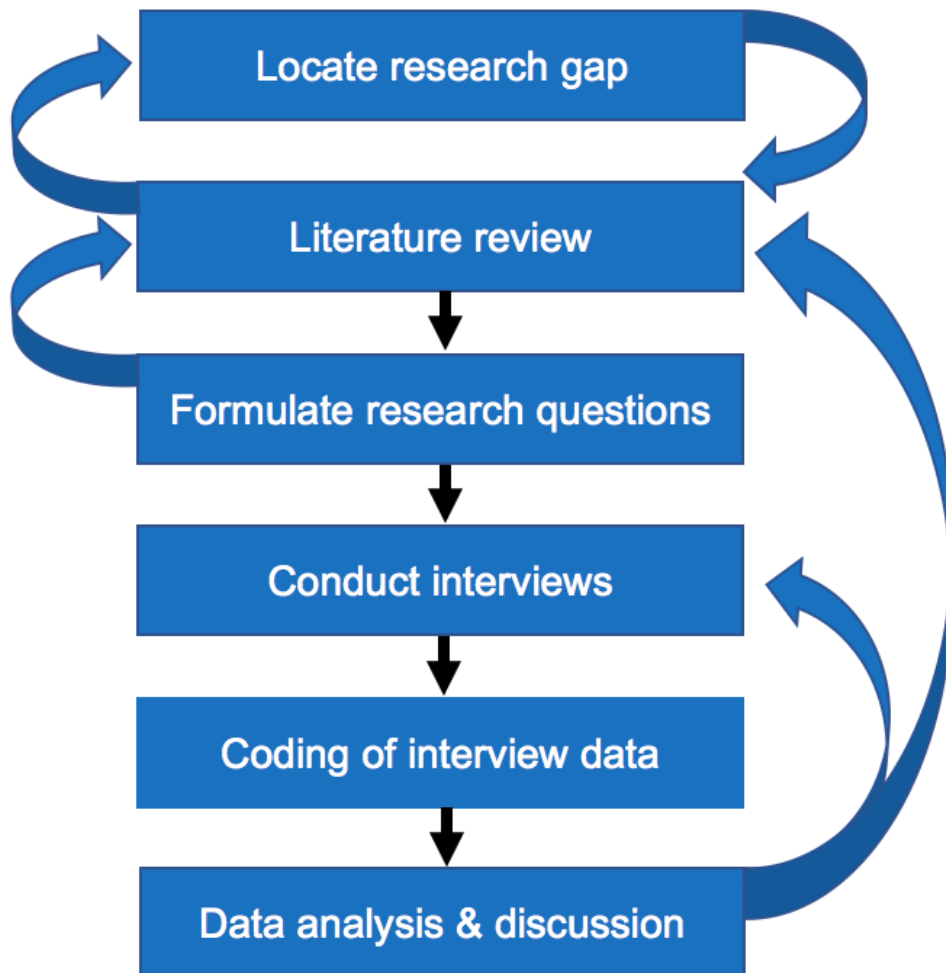 Locate research gap
Literature review
Formulate research questions
Conduct interviews
Coding of interview data
Data analysis & discussion